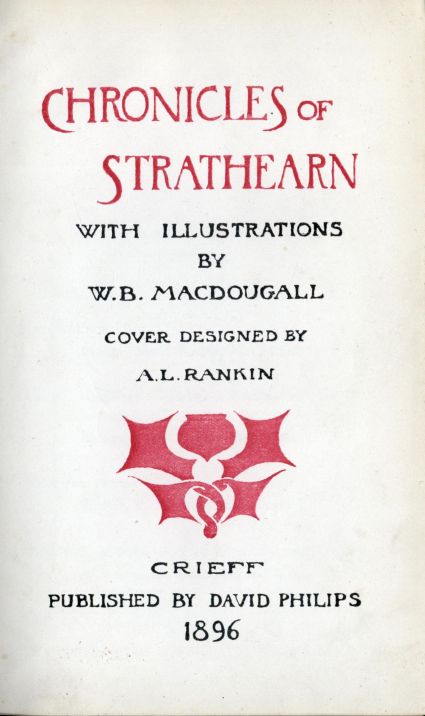 CHRONICLES OF
STRATHEARN
WITH ILLUSTRATIONS
BY
W.B. MACDOUGALL
COVER DESIGNED BY
A.L. RANKIN
CRIEFF
PUBLISHED BY DAVID PHILIPS
1896